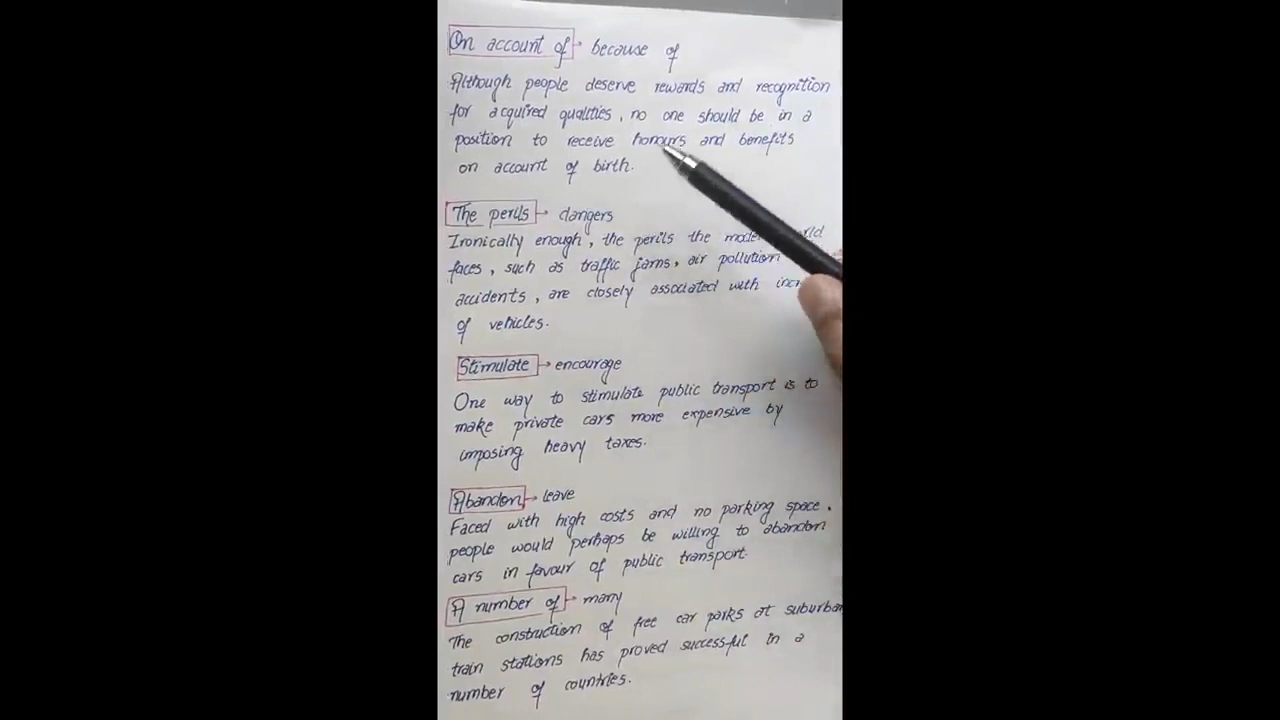 On account of → because of
Although people deserve rewards and recognition
for acquired qualities, no one should be in a
position to receive honours and benefits
on account of birth.
The perils → dangers
Ironically enough, the perils the
faces, such as traffic jams, air pollution
accidents, are closely associated with
of vehicles.
Stimulate → encourage
One way to stimulate public transport is to
make private cars more expensive by
imposing heavy taxes.
Abandon → leave
Faced with high costs and no parking space,
people would perhaps be willing to abandon
cars in favour of public transport.
A number of → many
The construction of free car parks at suburban
train stations has proved successful in a
number of countries.